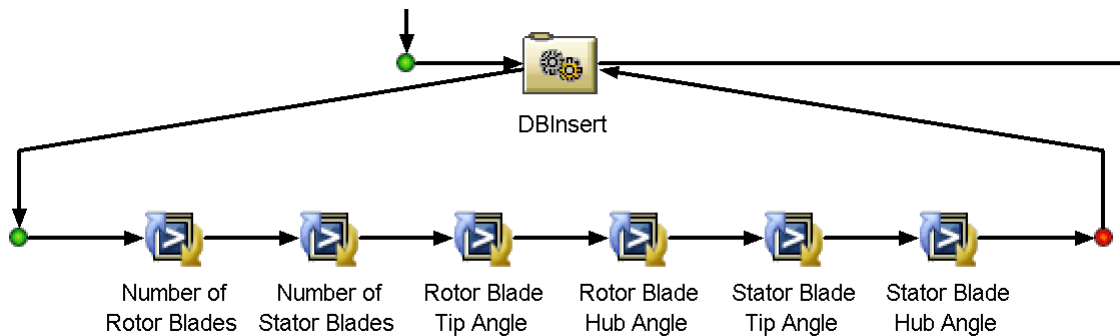 DBInsert
Number of
Rotor Blades
Number of
Stator Blades
Rotor Blade
Tip Angle
Rotor Blade
Hub Angle
Stator Blade
Tip Angle
Stator Blade
Hub Angle